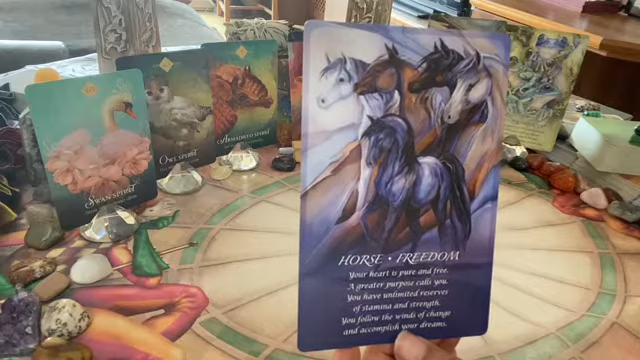 SWAN SPIRIT
OWL SPIRIT
ARMADILLO SPIRIT
HORSE • FREEDOM
Your heart is pure and free.
A greater purpose calls you.
You have unlimited reserves
of stamina and strength.
You follow the winds of change
and accomplish your dreams.